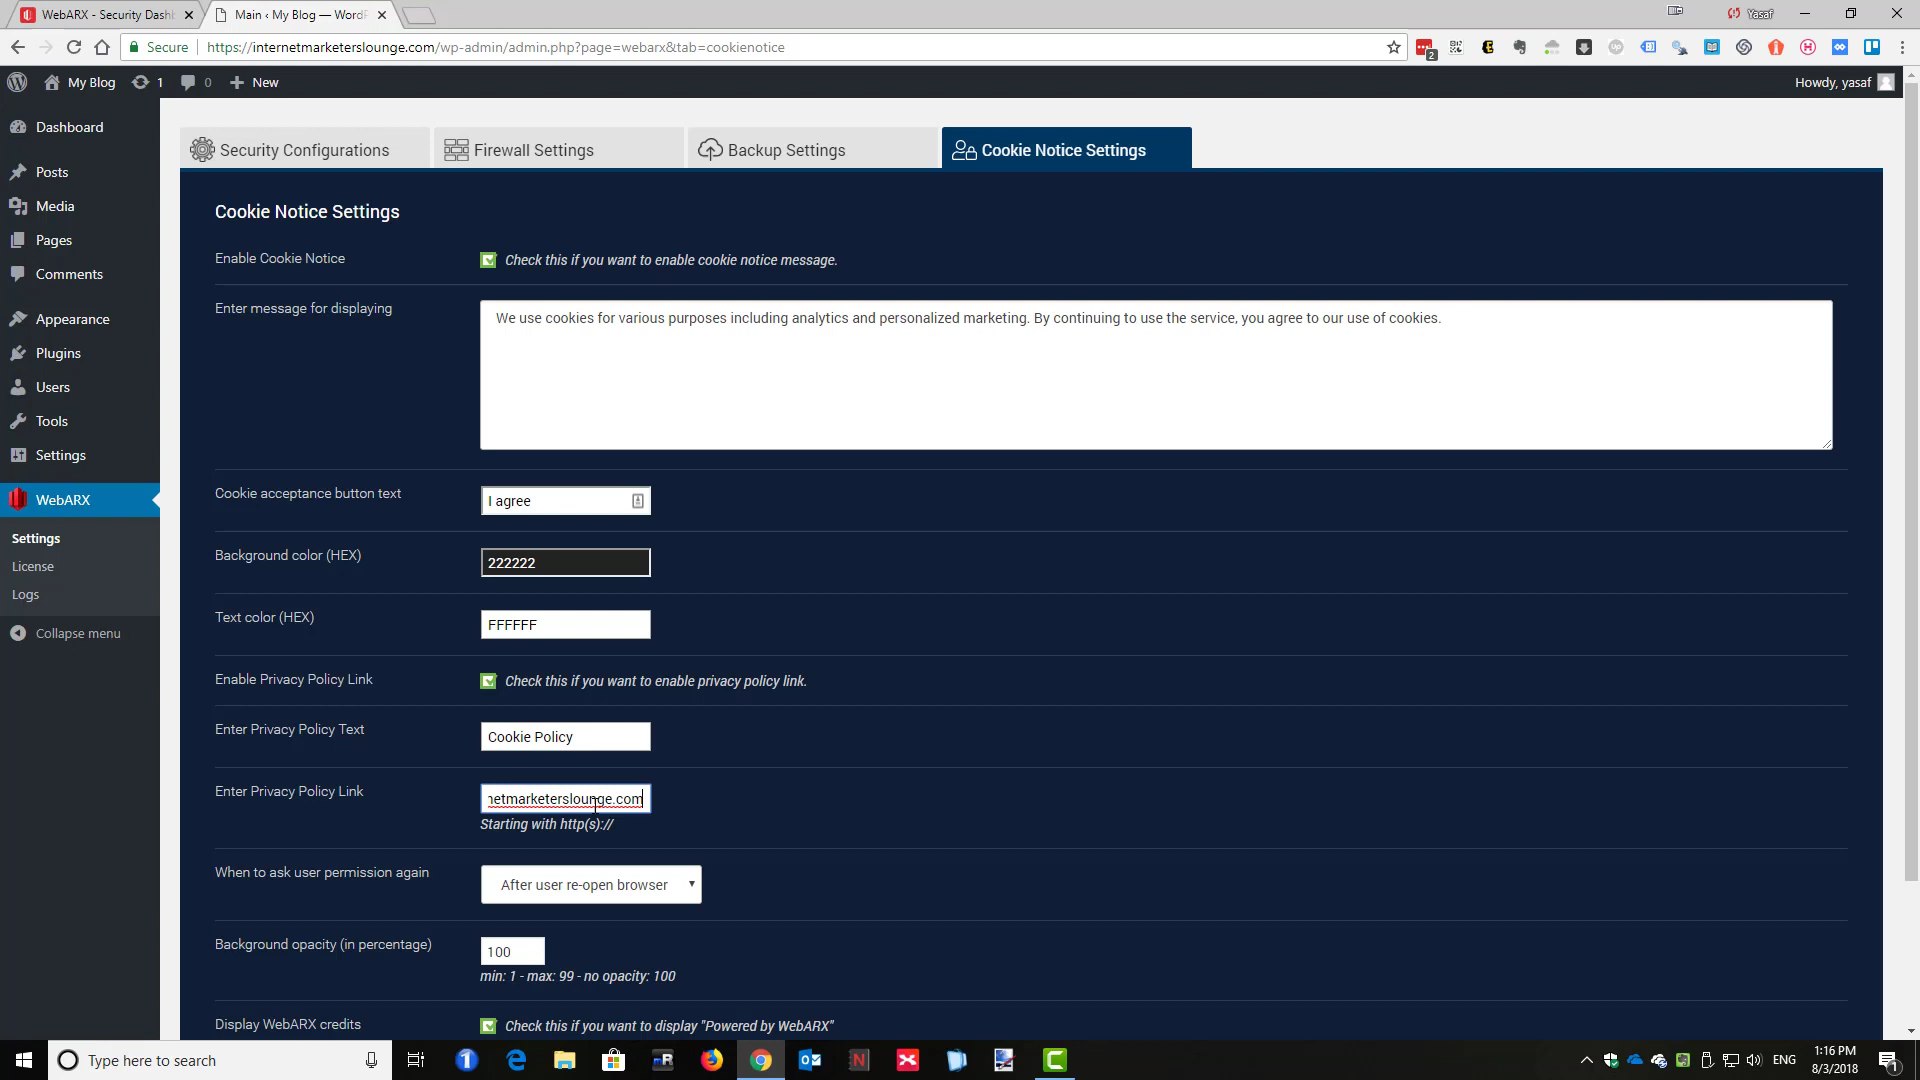 WebARX - Security Dash
Main ‹ My Blog — WordP
Yasaf
Secure
https://internetmarketerslounge.com/wp-admin/admin.php?page=webarx&tab=cookienotice
2
My Blog
1
0
New
Howdy, yasaf
Dashboard
Posts
Media
Pages
Comments
Appearance
Plugins
Users
Tools
Settings
WebARX
Settings
License
Logs
Collapse menu
Security Configurations
Firewall Settings
Backup Settings
Cookie Notice Settings
Cookie Notice Settings
Enable Cookie Notice
Check this if you want to enable cookie notice message.
Enter message for displaying
We use cookies for various purposes including analytics and personalized marketing. By continuing to use the service, you agree to our use of cookies.
Cookie acceptance button text
I agree
Background color (HEX)
222222
Text color (HEX)
FFFFFF
Enable Privacy Policy Link
Check this if you want to enable privacy policy link.
Enter Privacy Policy Text
Cookie Policy
Enter Privacy Policy Link
netmarketerslounge.com
Starting with http(s)://
When to ask user permission again
After user re-open browser
Background opacity (in percentage)
100
min: 1 - max: 99 - no opacity: 100
Display WebARX credits
Check this if you want to display "Powered by WebARX"
Type here to search
ENG
1:16 PM
8/3/2018
1